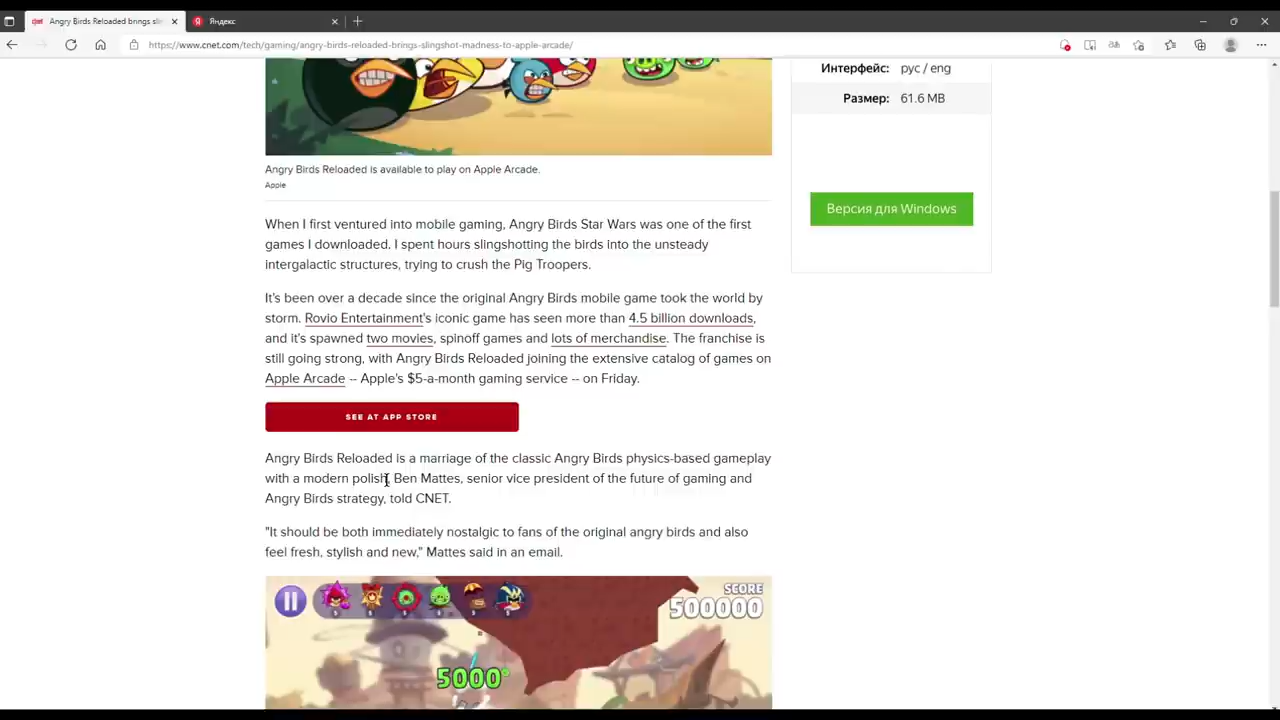 Angry Birds Reloaded brings sli
Яндекс
https://www.cnet.com/tech/gaming/angry-birds-reloaded-brings-slingshot-madness-to-apple-arcade/
Интерфейс: рус / eng
Размер: 61.6 MB
Версия для Windows
Angry Birds Reloaded is available to play on Apple Arcade.
Apple
When I first ventured into mobile gaming, Angry Birds Star Wars was one of the first
games I downloaded. I spent hours slingshotting the birds into the unsteady
intergalactic structures, trying to crush the Pig Troopers.
It's been over a decade since the original Angry Birds mobile game took the world by
storm. Rovio Entertainment's iconic game has seen more than 4.5 billion downloads,
and it's spawned two movies, spinoff games and lots of merchandise. The franchise is
still going strong, with Angry Birds Reloaded joining the extensive catalog of games on
Apple Arcade -- Apple's $5-a-month gaming service -- on Friday.
SEE AT APP STORE
Angry Birds Reloaded is a marriage of the classic Angry Birds physics-based gameplay
with a modern polish, Ben Mattes, senior vice president of the future of gaming and
Angry Birds strategy, told CNET.
"It should be both immediately nostalgic to fans of the original angry birds and also
feel fresh, stylish and new," Mattes said in an email.
SCORE
500000
5000